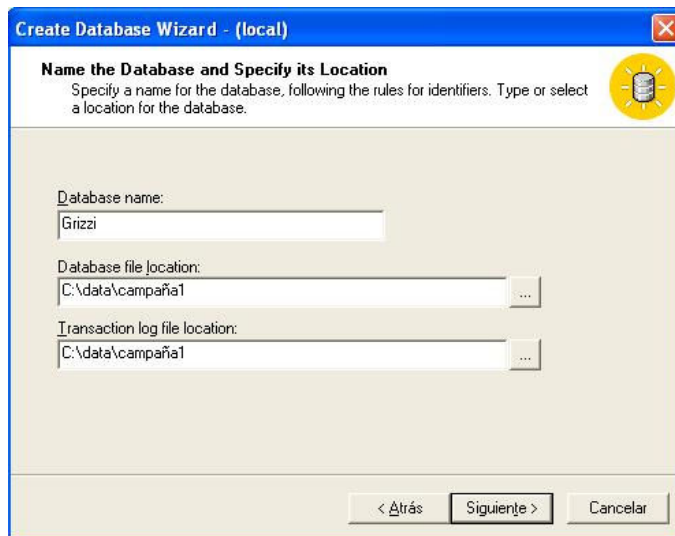 Create Database Wizard - (local)
Name the Database and Specify its Location
Specify a name for the database, following the rules for identifiers. Type or select
a location for the database.
Database name:
Grizzi
Database file location:
C:\data\campaña1
...
Transaction log file location:
C:\data\campaña1
...
< Atrás
Siguiente >
Cancelar